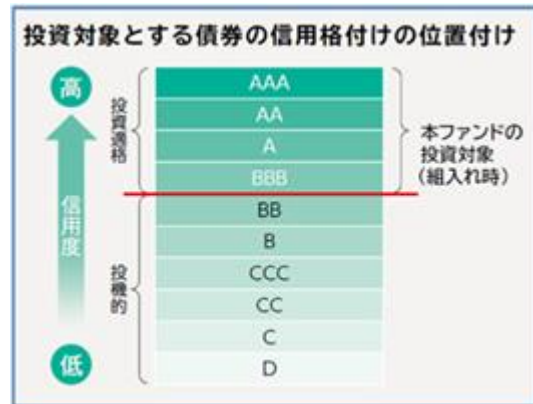 投資対象とする債券の信用格付けの位置付け
高
信用度
低
投資適格
投機的
AAA
AA
A
BBB
BB
B
CCC
CC
C
D
本ファンドの
投資対象
(組入れ時)